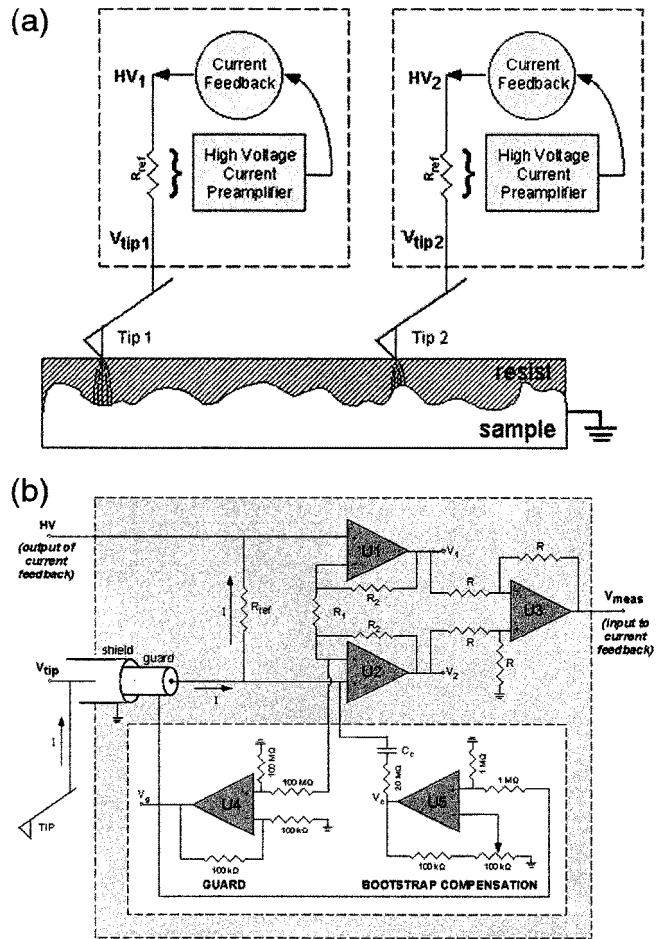 (a)
HV1
Current
Feedback
Rref
}
High Voltage
Current
Preamplifier
Vtip1
Tip 1
HV2
Current
Feedback
Rref
}
High Voltage
Current
Preamplifier
Vtip2
Tip 2
resist
sample
(b)
HV
(output of
current
feedback)
I
Rref
U1
V1
R2
R1
R2
U2
V2
R
R
R
R
U3
Vmeas
(input to
current
feedback)
shield
guard
Vtip
I
I
TIP
100 MΩ
100 MΩ
Vg
U4
100 kΩ
100 kΩ
GUARD
Cc
20 MΩ
Vc
U5
1 MΩ
1 MΩ
100 kΩ
100 kΩ
BOOTSTRAP COMPENSATION